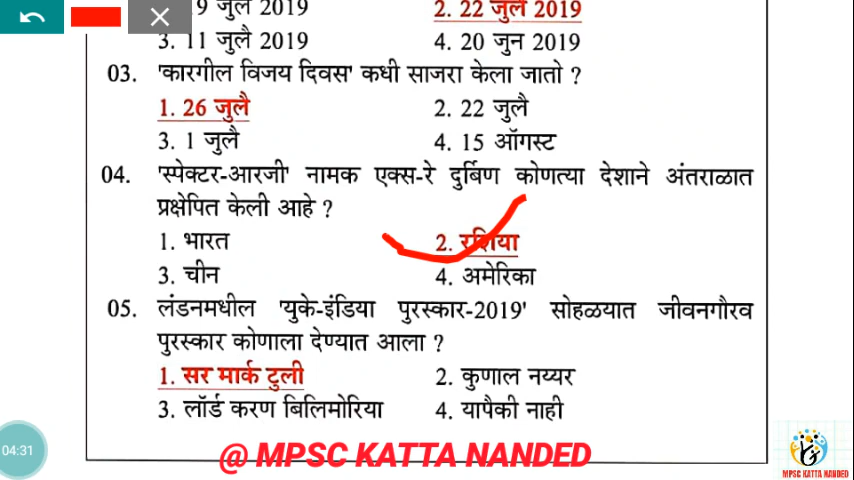 9 जुलै 2019 2. 22 जुलै 2019
3. 11 जुलै 2019 4. 20 जुन 2019
03. 'कारगील विजय दिवस' कधी साजरा केला जातो ?
1. 26 जुलै 2. 22 जुलै
3. 1 जुलै 4. 15 ऑगस्ट
04. 'स्पेक्टर-आरजी' नामक एक्स-रे दुर्बिण कोणत्या देशाने अंतराळात
प्रक्षेपित केली आहे ?
1. भारत 2. रशिया
3. चीन 4. अमेरिका
05. लंडनमधील 'युके-इंडिया पुरस्कार-2019' सोहळयात जीवनगौरव
पुरस्कार कोणाला देण्यात आला ?
1. सर मार्क टुली 2. कुणाल नय्यर
3. लॉर्ड करण बिलिमोरिया 4. यापैकी नाही
04:31
@ MPSC KATTA NANDED
MPSC KATTA NANDED